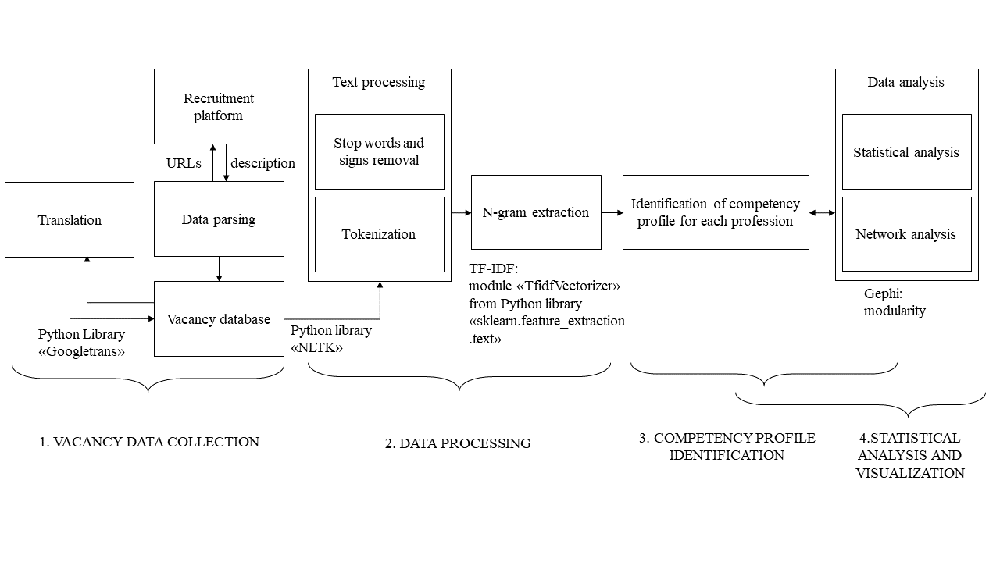 Recruitment
platform
URLs
description
Translation
Data parsing
Vacancy database
Python Library
«Googletrans»
Text processing
Stop words and
signs removal
Tokenization
Python library
«NLTK»
N-gram extraction
TF-IDF:
module «TfidfVectorizer»
from Python library
«sklearn.feature_extraction
.text»
Identification of competency
profile for each profession
Data analysis
Statistical analysis
Network analysis
Gephi:
modularity
1. VACANCY DATA COLLECTION
2. DATA PROCESSING
3. COMPETENCY PROFILE
IDENTIFICATION
4.STATISTICAL
ANALYSIS AND
VISUALIZATION